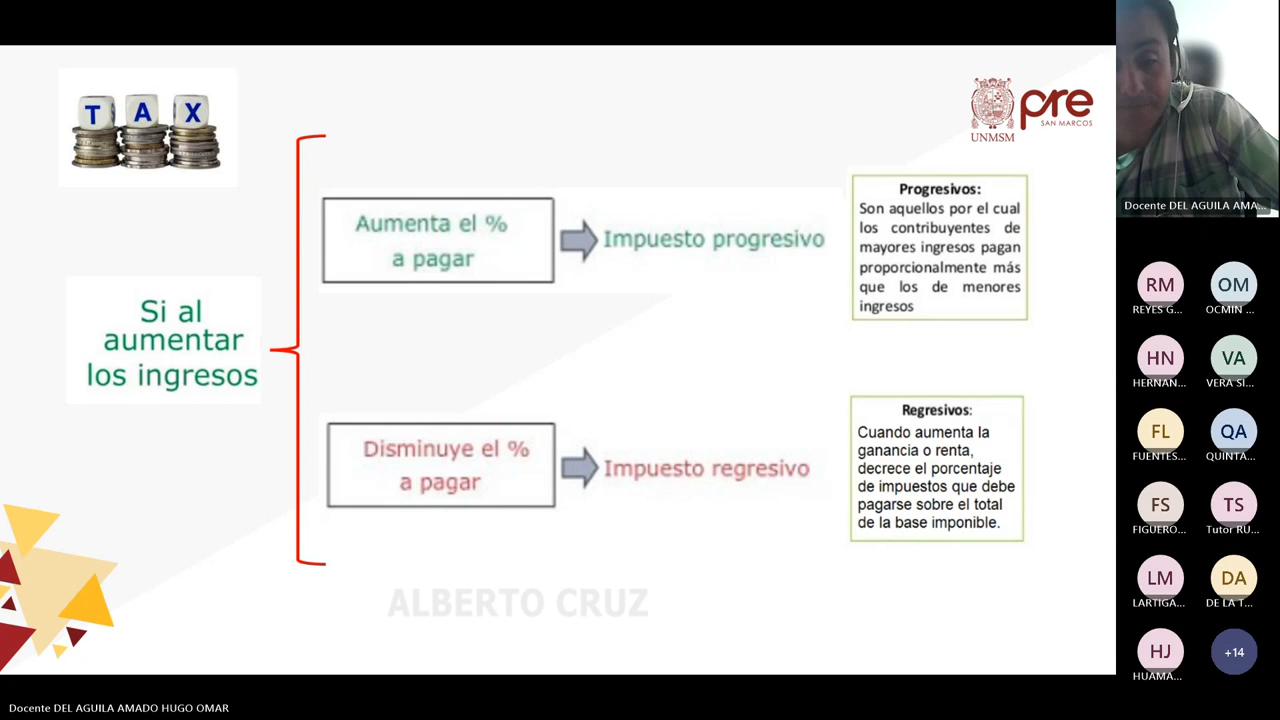 T A X
UNMSM
pre
SAN MARCOS
Si al
aumentar
los ingresos
Aumenta el %
a pagar
Impuesto progresivo
Progresivos:
Son aquellos por el cual
los contribuyentes de
mayores ingresos pagan
proporcionalmente más
que los de menores
ingresos
Disminuye el %
a pagar
Impuesto regresivo
Regresivos:
Cuando aumenta la
ganancia o renta,
decrece el porcentaje
de impuestos que debe
pagarse sobre el total
de la base imponible.
ALBERTO CRUZ
Docente DEL AGUILA AMA...
RM
REYES G...
OM
OCMIN ...
HN
HERNAN...
VA
VERA SI...
FL
FUENTES...
QA
QUINTA...
FS
FIGUERO...
TS
Tutor RU...
LM
LARTIGA...
DA
DE LA T...
HJ
HUAMA...
+14
Docente DEL AGUILA AMADO HUGO OMAR